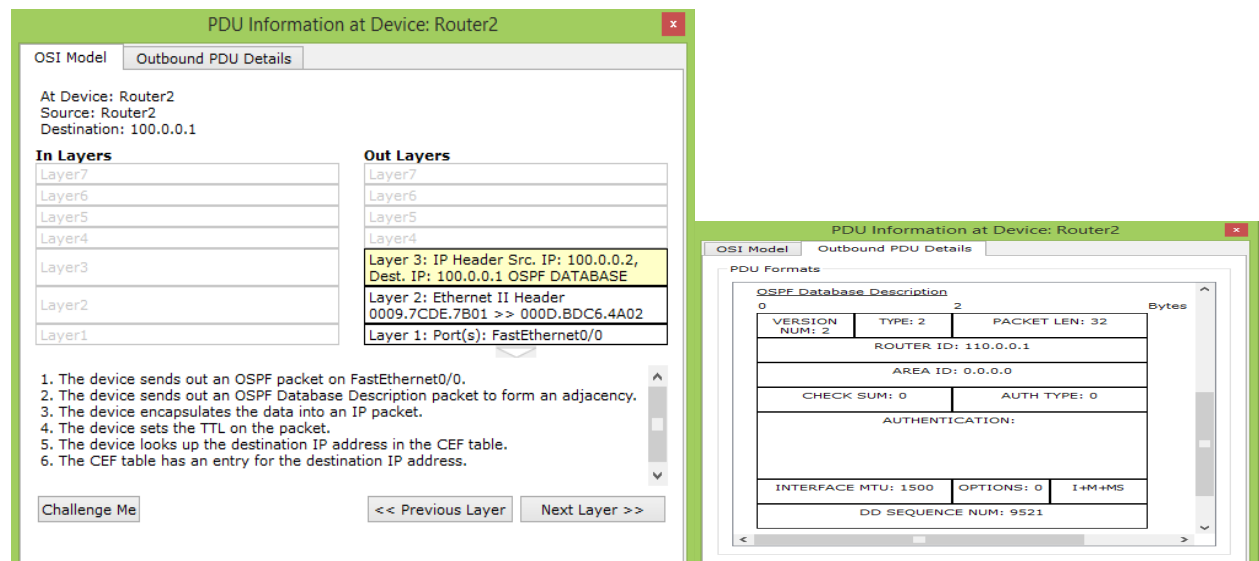 PDU Information at Device: Router2
x
OSI Model
Outbound PDU Details
At Device: Router2
Source: Router2
Destination: 100.0.0.1
In Layers
Layer7
Layer6
Layer5
Layer4
Layer3
Layer2
Layer1
Out Layers
Layer7
Layer6
Layer5
Layer4
Layer 3: IP Header Src. IP: 100.0.0.2,
Dest. IP: 100.0.0.1 OSPF DATABASE
Layer 2: Ethernet II Header
0009.7CDE.7B01 >> 000D.BDC6.4A02
Layer 1: Port(s): FastEthernet0/0
1. The device sends out an OSPF packet on FastEthernet0/0.
2. The device sends out an OSPF Database Description packet to form an adjacency.
3. The device encapsulates the data into an IP packet.
4. The device sets the TTL on the packet.
5. The device looks up the destination IP address in the CEF table.
6. The CEF table has an entry for the destination IP address.
Challenge Me
<< Previous Layer
Next Layer >>
PDU Information at Device: Router2
x
OSI Model
Outbound PDU Details
PDU Formats
OSPF Database Description
0 2 Bytes
VERSION
NUM: 2
TYPE: 2
PACKET LEN: 32
ROUTER ID: 110.0.0.1
AREA ID: 0.0.0.0
CHECK SUM: 0
AUTH TYPE: 0
AUTHENTICATION:
INTERFACE MTU: 1500
OPTIONS: 0
I+M+MS
DD SEQUENCE NUM: 9521